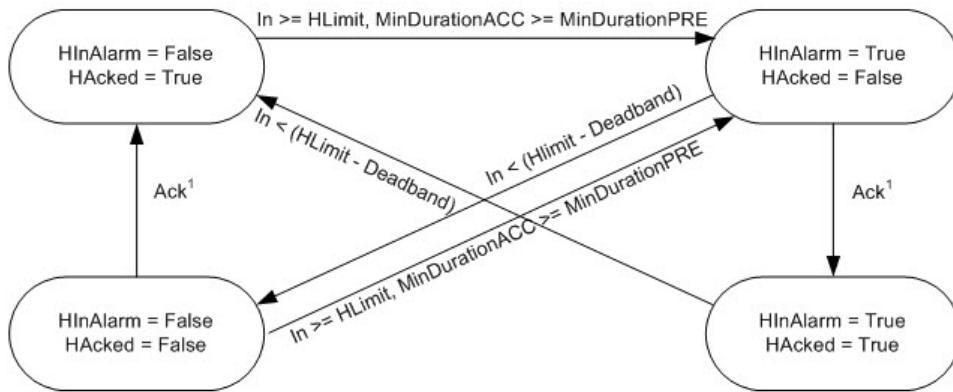 In >= HLimit, MinDurationACC >= MinDurationPRE
HInAlarm = False
HAcked = True
HInAlarm = True
HAcked = False
In < (HLimit - Deadband)
In < (Hlimit - Deadband)
In >= HLimit, MinDurationACC >= MinDurationPRE
Ack¹
Ack¹
HInAlarm = False
HAcked = False
HInAlarm = True
HAcked = True